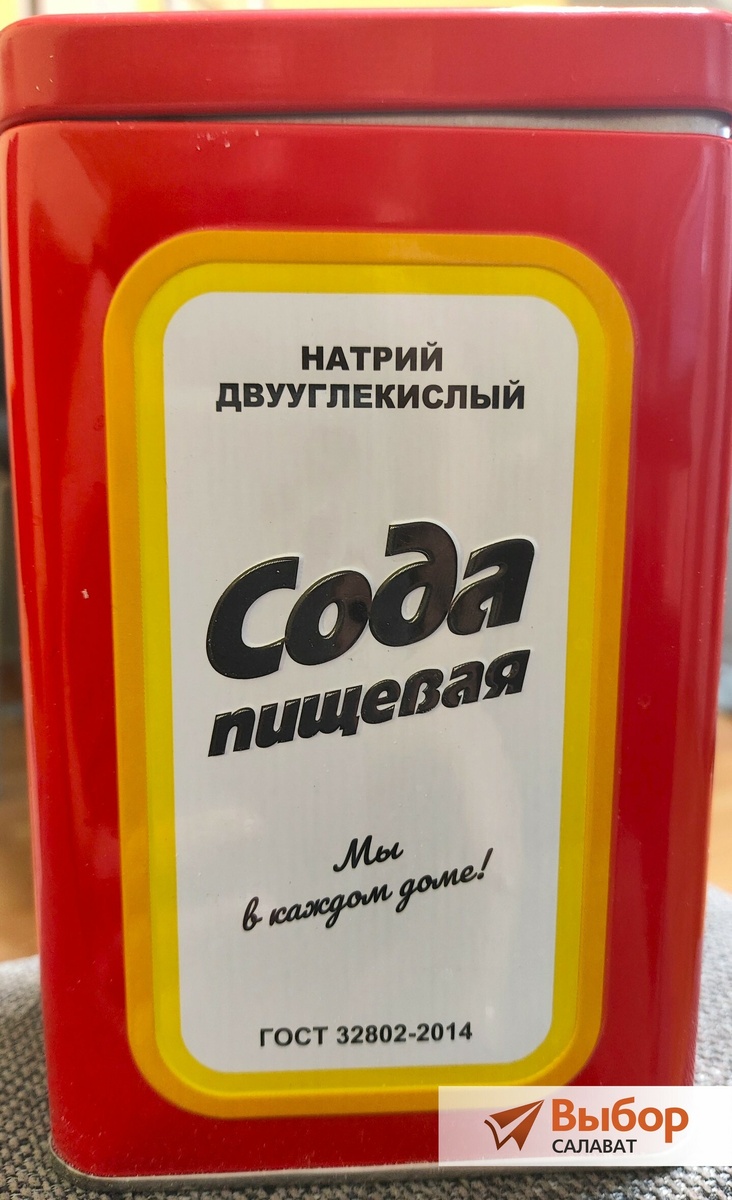 НАТРИЙ
ДВУУГЛЕКИСЛЫЙ
Сода
пищевая
Мы
в каждом доме!
ГОСТ 32802-2014
Выбор
САЛАВАТ